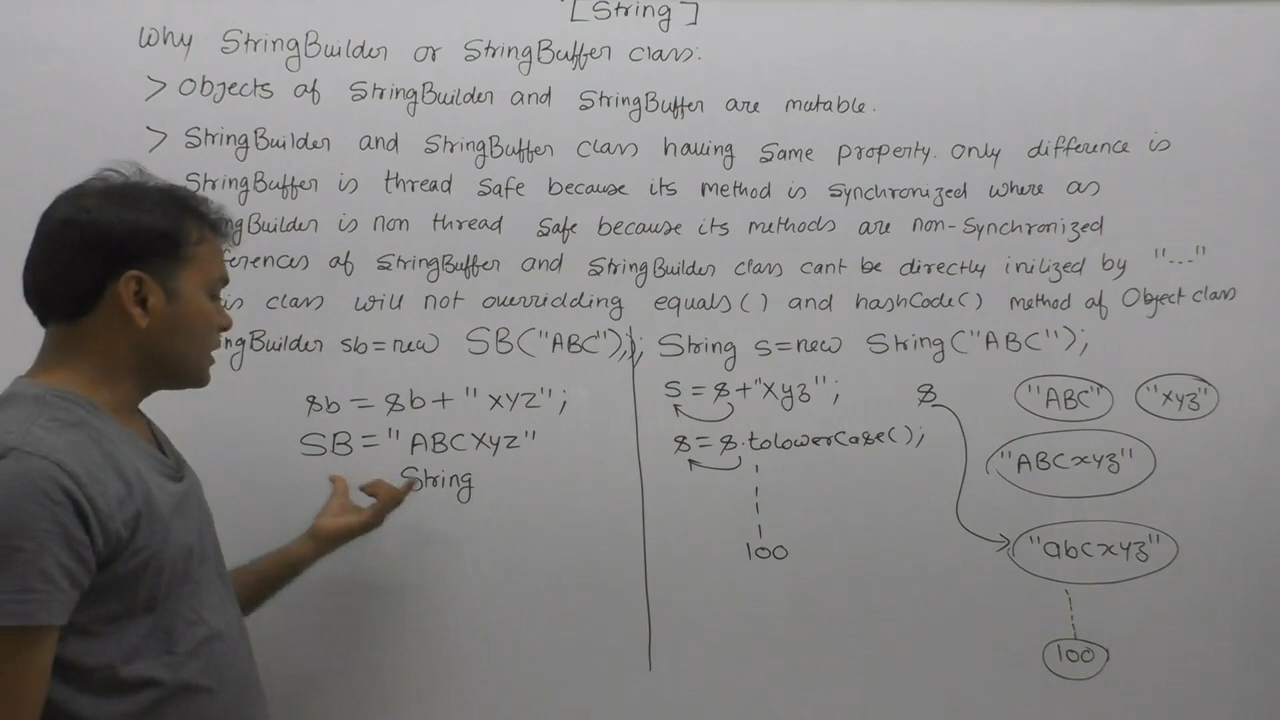 [String]
Why StringBuilder or StringBuffer class:
> Objects of StringBuilder and StringBuffer are mutable.
> StringBuilder and StringBuffer class having same property. only difference is
StringBuffer is thread safe because its method is synchronized where as
ngBuilder is non thread safe because its methods are non-synchronized
ferences of StringBuffer and StringBuilder class cant be directly inilized by "..."
is class will not overridding equals() and hashCode() method of Object class
ngBuilder sb=new SB("ABC"); String s=new String("ABC");
sb = sb + "XYZ"; s = s+"xyz"; s "ABC" "xyz"
SB = "ABCXYZ" s = s.tolowerCase(); "ABCxyz"
String
100 "abcxyz"
100